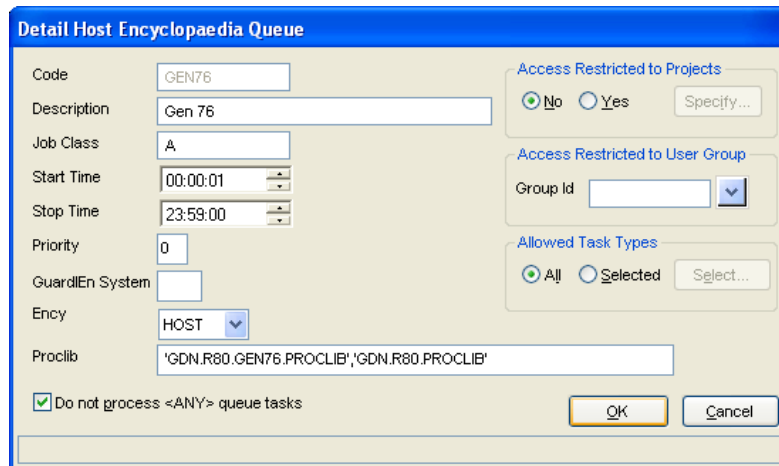 Detail Host Encyclopaedia Queue
Code GEN76
Description Gen 76
Job Class A
Start Time 00:00:01
Stop Time 23:59:00
Priority 0
GuardIEn System
Ency HOST
Proclib 'GDN.R80.GEN76.PROCLIB','GDN.R80.PROCLIB'
Do not process <ANY> queue tasks
Access Restricted to Projects
No Yes Specify...
Access Restricted to User Group
Group Id
Allowed Task Types
All Selected Select...
OK Cancel